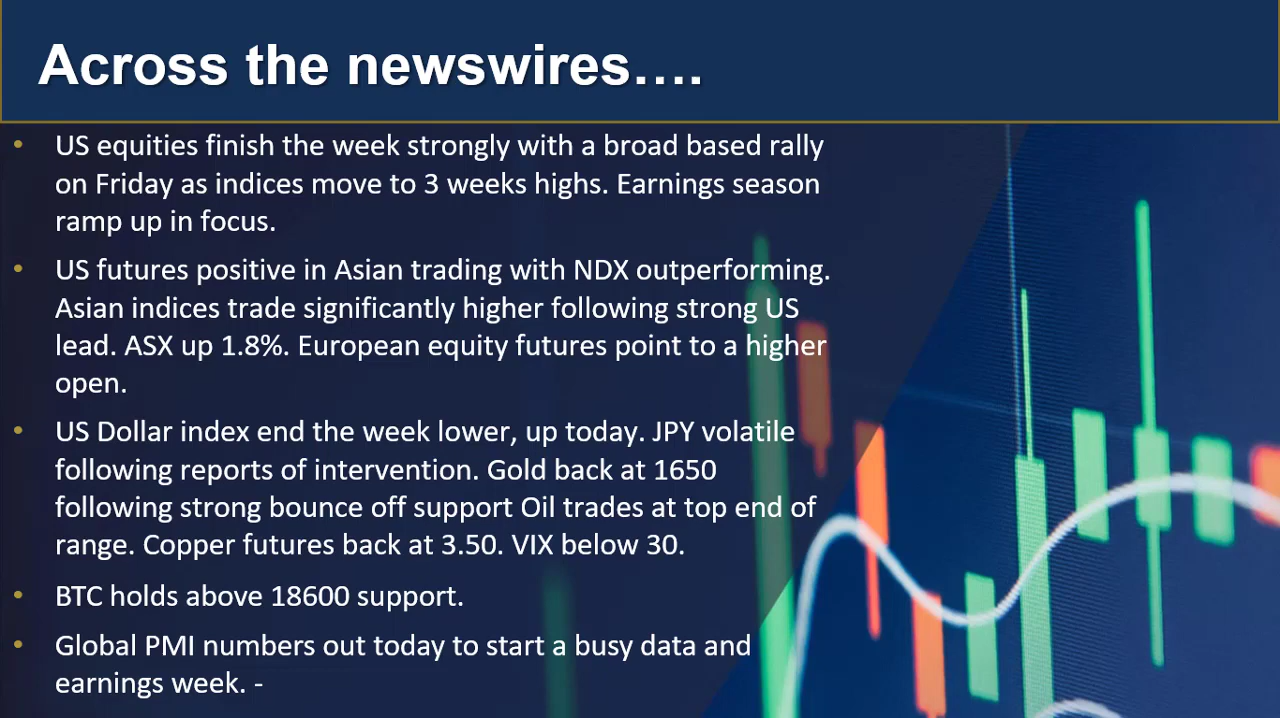 Across the newswires….
• US equities finish the week strongly with a broad based rally
on Friday as indices move to 3 weeks highs. Earnings season
ramp up in focus.
• US futures positive in Asian trading with NDX outperforming.
Asian indices trade significantly higher following strong US
lead. ASX up 1.8%. European equity futures point to a higher
open.
• US Dollar index end the week lower, up today. JPY volatile
following reports of intervention. Gold back at 1650
following strong bounce off support Oil trades at top end of
range. Copper futures back at 3.50. VIX below 30.
• BTC holds above 18600 support.
• Global PMI numbers out today to start a busy data and
earnings week. -